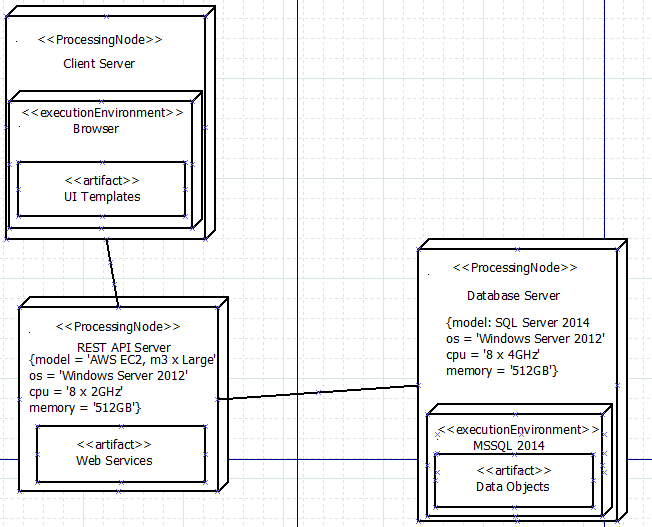 <<ProcessingNode>>
Client Server
<<executionEnvironment>>
Browser
<<artifact>>
UI Templates
<<ProcessingNode>>
REST API Server
{model = 'AWS EC2, m3 x Large'
os = 'Windows Server 2012'
cpu = '8 x 2GHz'
memory = '512GB'}
<<artifact>>
Web Services
<<ProcessingNode>>
Database Server
{model: SQL Server 2014
os = 'Windows Server 2012'
cpu = '8 x 4GHz'
memory = '512GB'}
<<executionEnvironment>>
MSSQL 2014
<<artifact>>
Data Objects